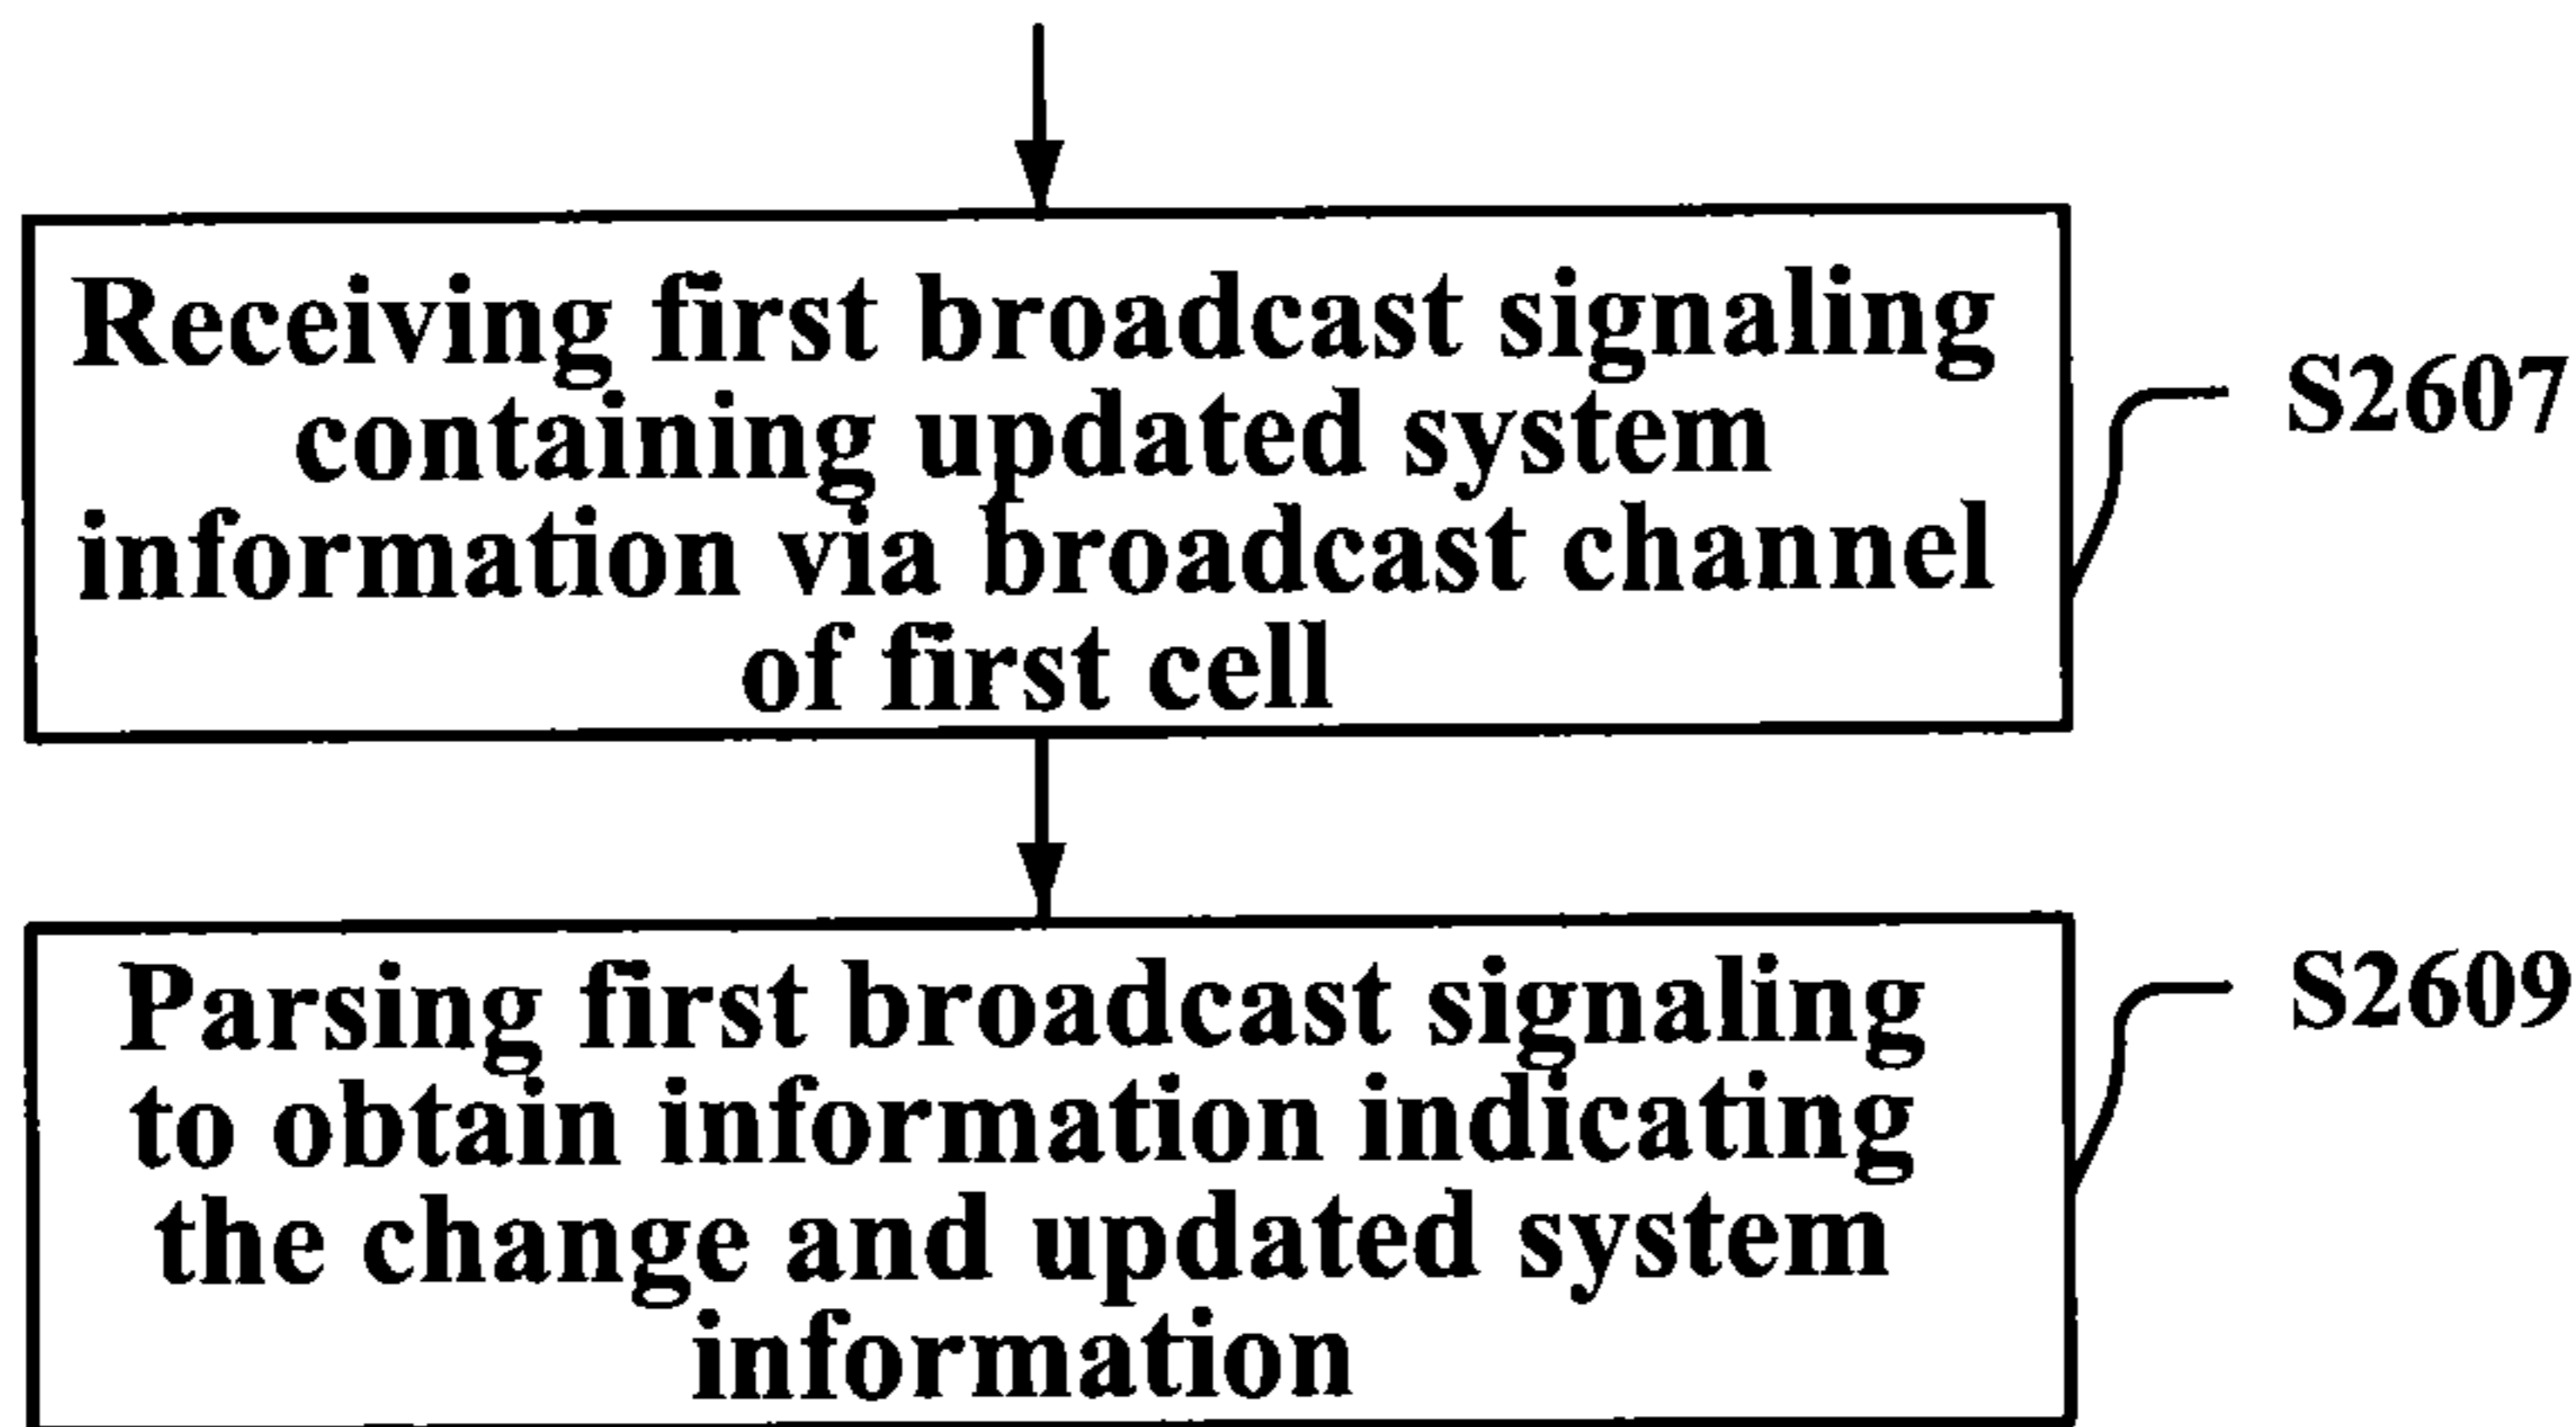 Receiving first broadcast signaling
containing updated system
information via broadcast channel
of first cell
S2607
Parsing first broadcast signaling
to obtain information indicating
the change and updated system
information
S2609